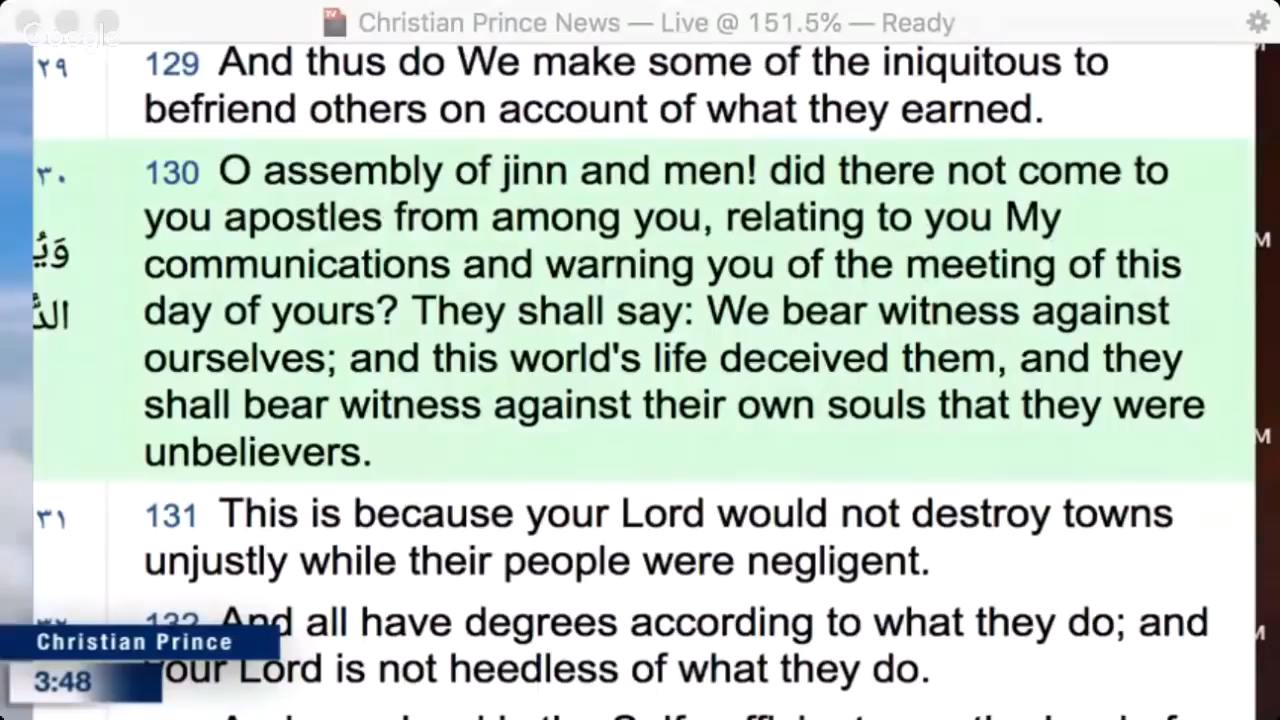 Google
Christian Prince News — Live @ 151.5% — Ready
٢٩
129 And thus do We make some of the iniquitous to
befriend others on account of what they earned.
٣٠
130 O assembly of jinn and men! did there not come to
you apostles from among you, relating to you My
وَيُ
communications and warning you of the meeting of this
day of yours? They shall say: We bear witness against
الدُّ
ourselves; and this world's life deceived them, and they
shall bear witness against their own souls that they were
unbelievers.
٣١
131 This is because your Lord would not destroy towns
unjustly while their people were negligent.
132 And all have degrees according to what they do; and
Christian Prince
your Lord is not heedless of what they do.
3:48